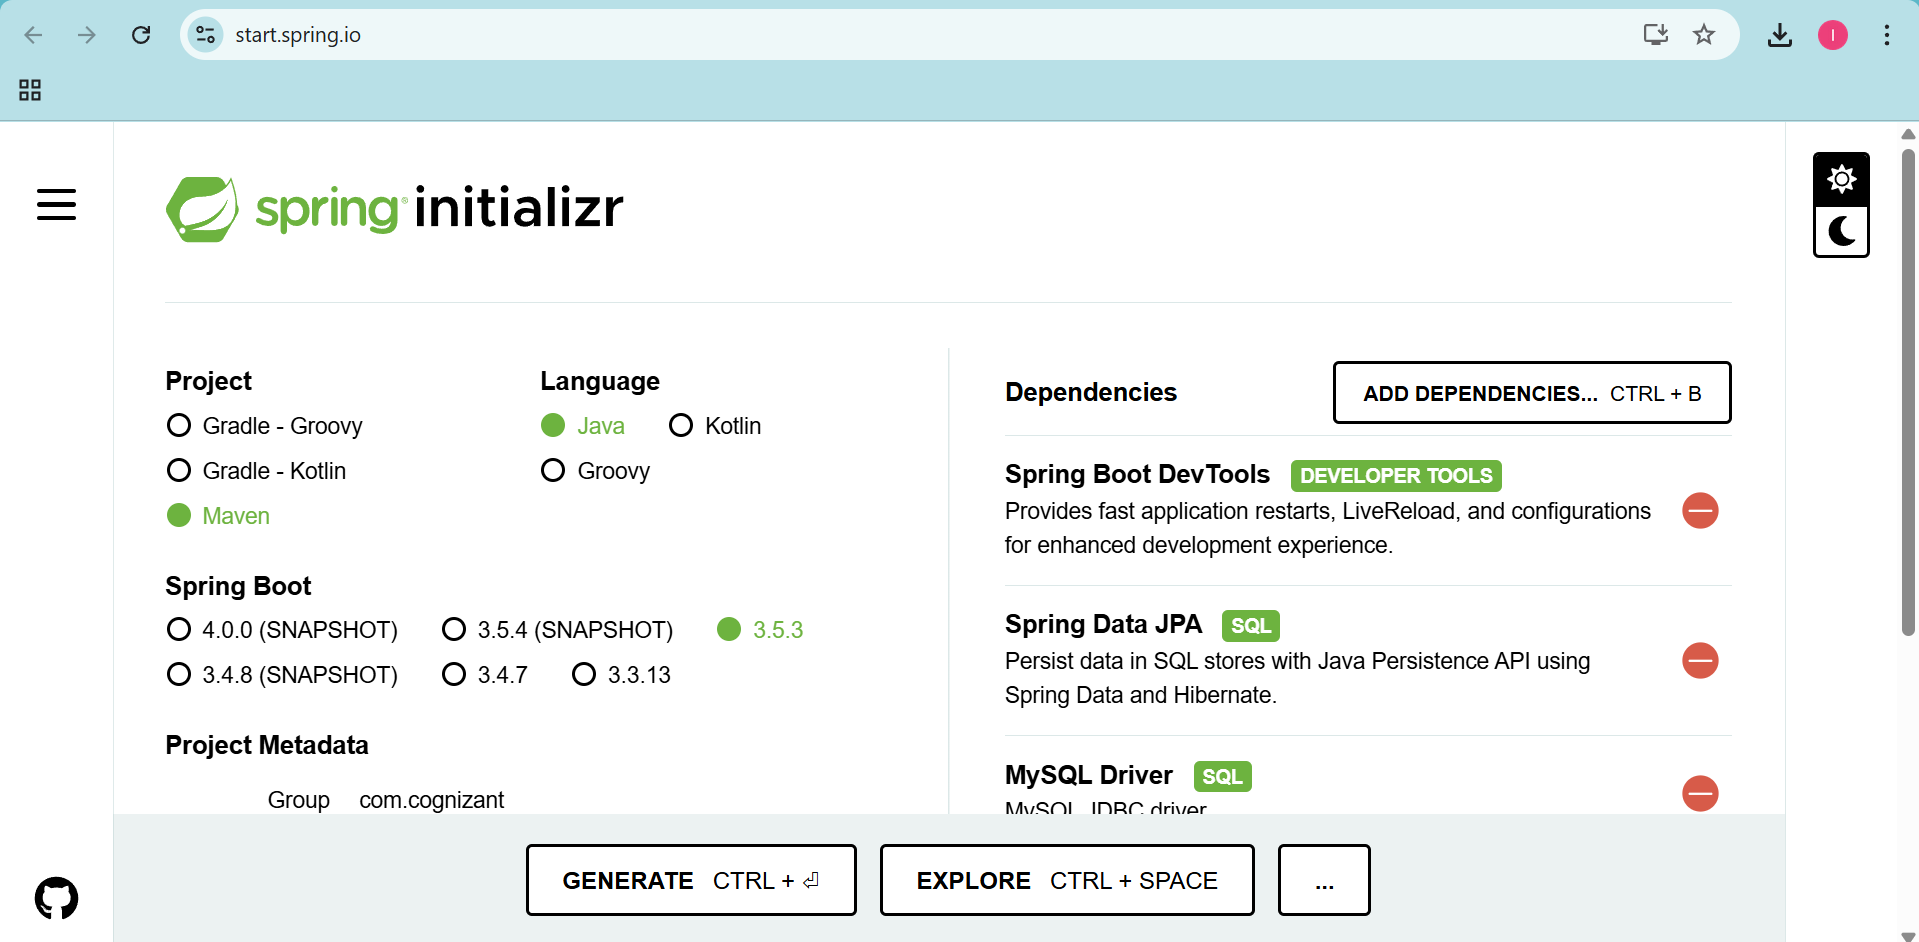 start.spring.io
I
spring® initializr
Project
Gradle - Groovy
Gradle - Kotlin
Maven
Language
Java Kotlin
Groovy
Spring Boot
4.0.0 (SNAPSHOT) 3.5.4 (SNAPSHOT) 3.5.3
3.4.8 (SNAPSHOT) 3.4.7 3.3.13
Project Metadata
Group com.cognizant
Dependencies
ADD DEPENDENCIES... CTRL + B
Spring Boot DevTools DEVELOPER TOOLS
Provides fast application restarts, LiveReload, and configurations
for enhanced development experience.
Spring Data JPA SQL
Persist data in SQL stores with Java Persistence API using
Spring Data and Hibernate.
MySQL Driver SQL
MySQL JDBC driver
GENERATE CTRL + ⏎
EXPLORE CTRL + SPACE
...